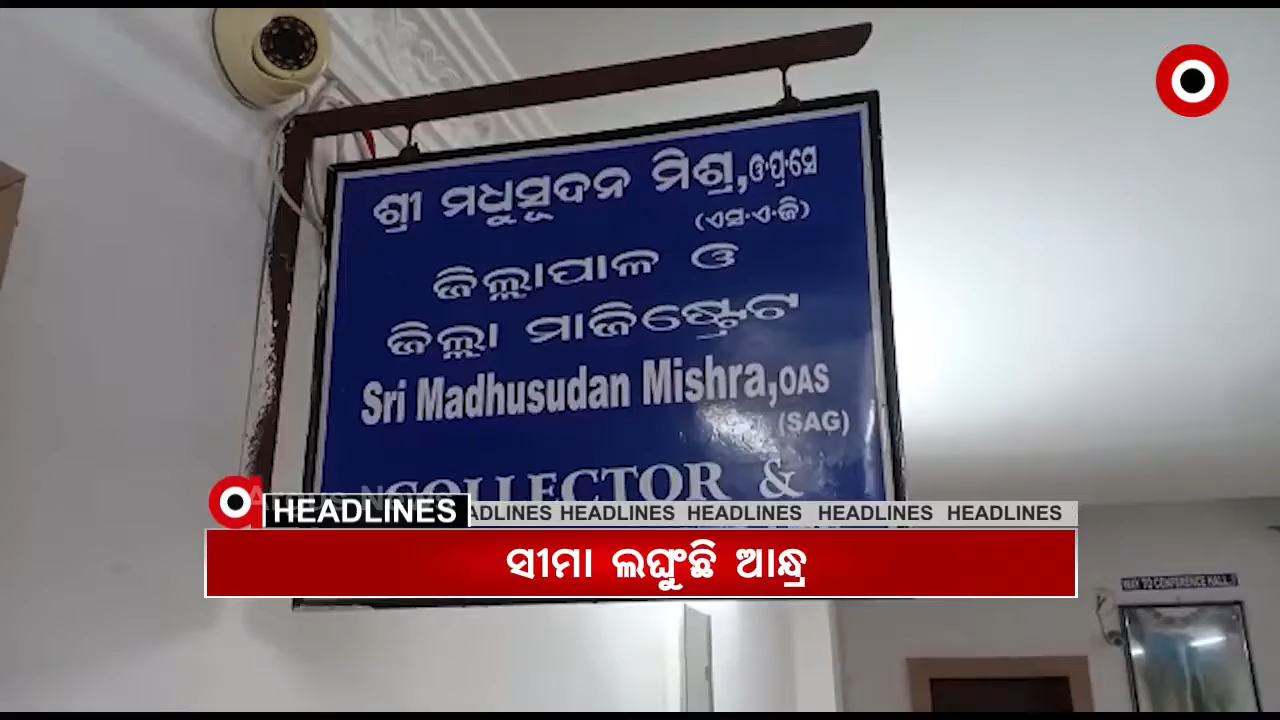 ଶ୍ରୀ ମଧୁସୂଦନ ମିଶ୍ର,ଓ.ପ୍ର.ସେ
(ଏସ.ଏ.ଜି)
ଜିଲ୍ଲାପାଳ ଓ
ଜିଲ୍ଲା ମାଜିଷ୍ଟ୍ରେଟ
Sri Madhusudan Mishra,OAS
(SAG)
COLLECTOR &
HEADLINES ADLINES HEADLINES HEADLINES HEADLINES HEADLINES
ସୀମା ଲଘୁଂଛି ଆନ୍ଧ୍ର
WAY TO CONFERENCE HALL